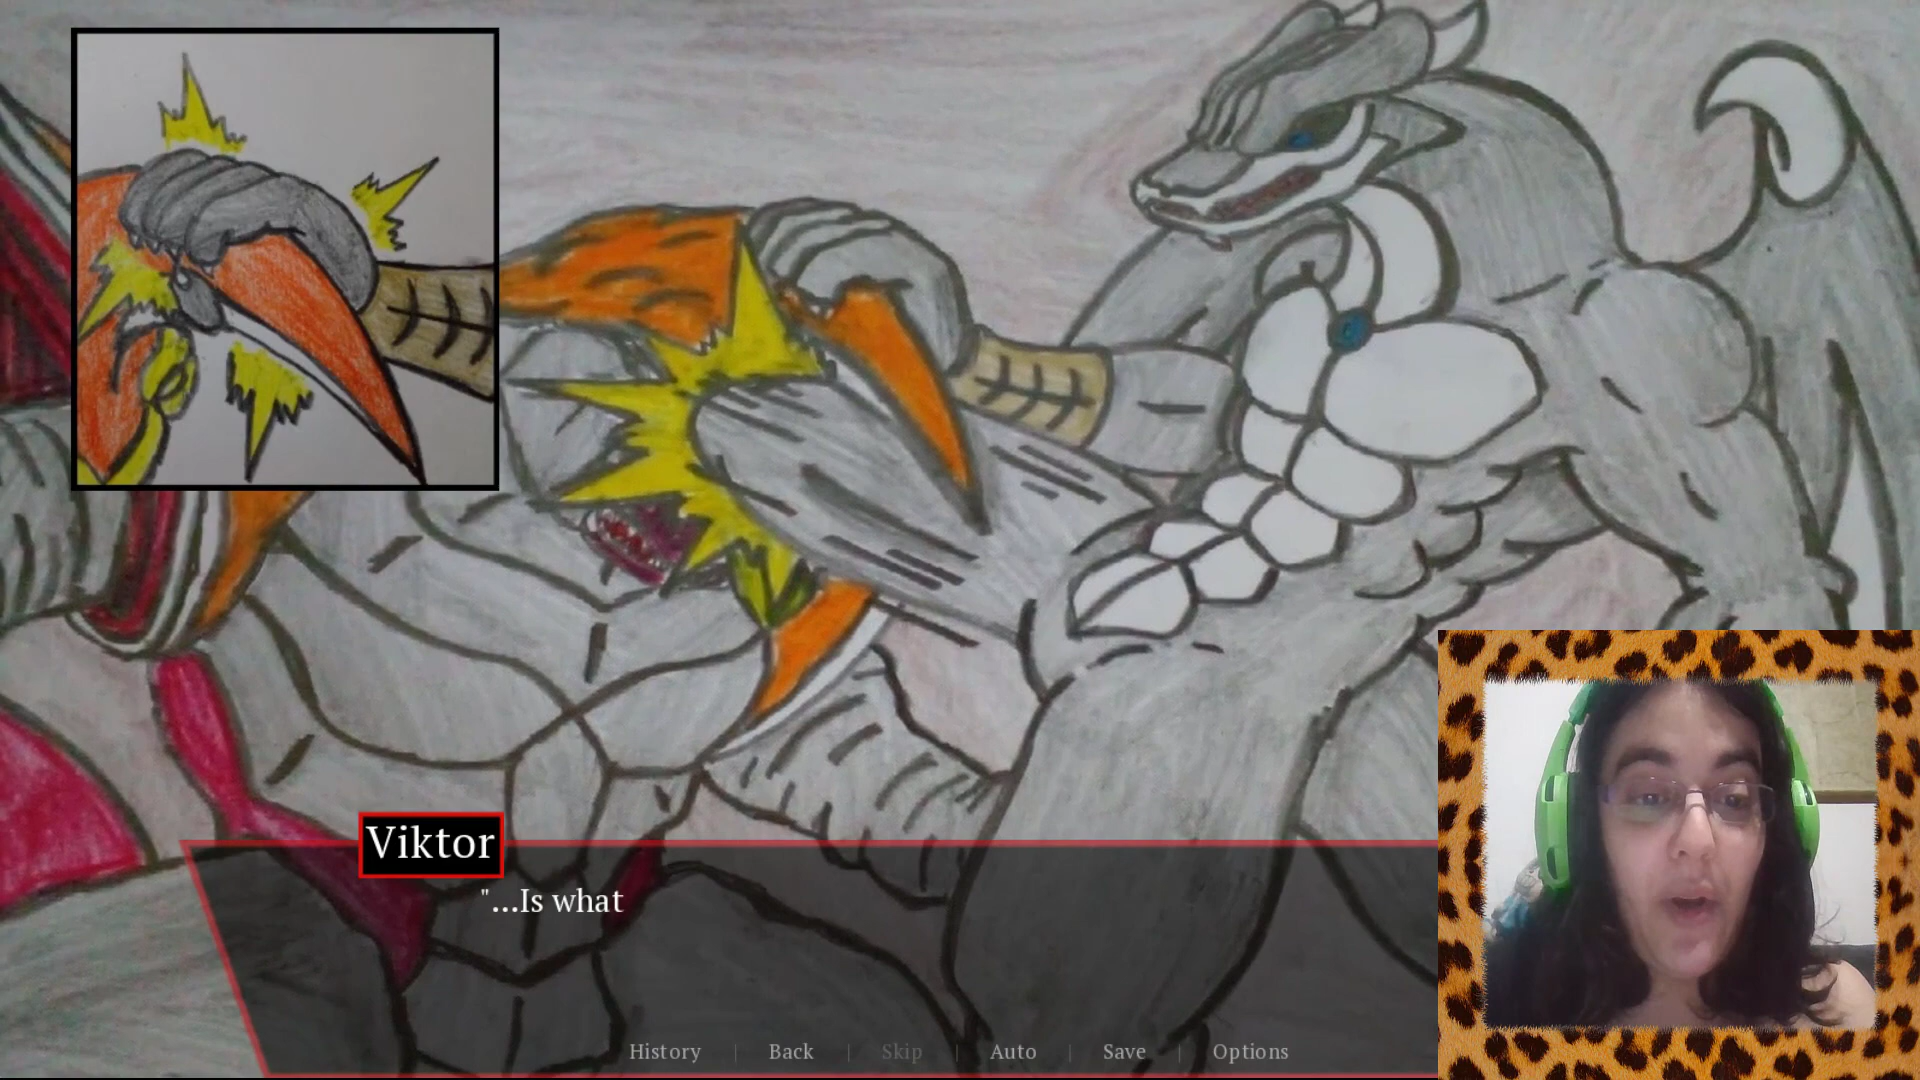 Viktor
"...Is what
History | Back | Skip | Auto | Save | Options